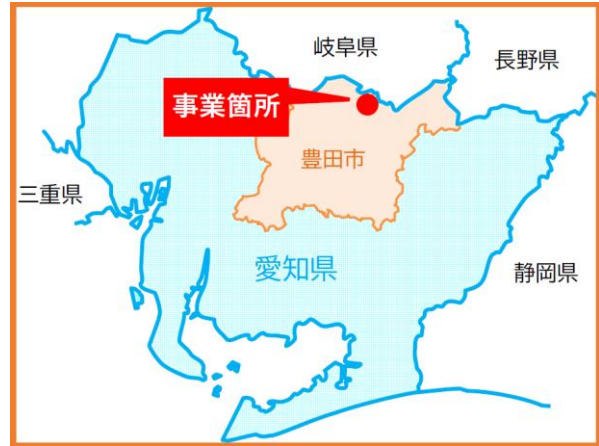 岐阜県
長野県
事業箇所
豊田市
三重県
愛知県
静岡県